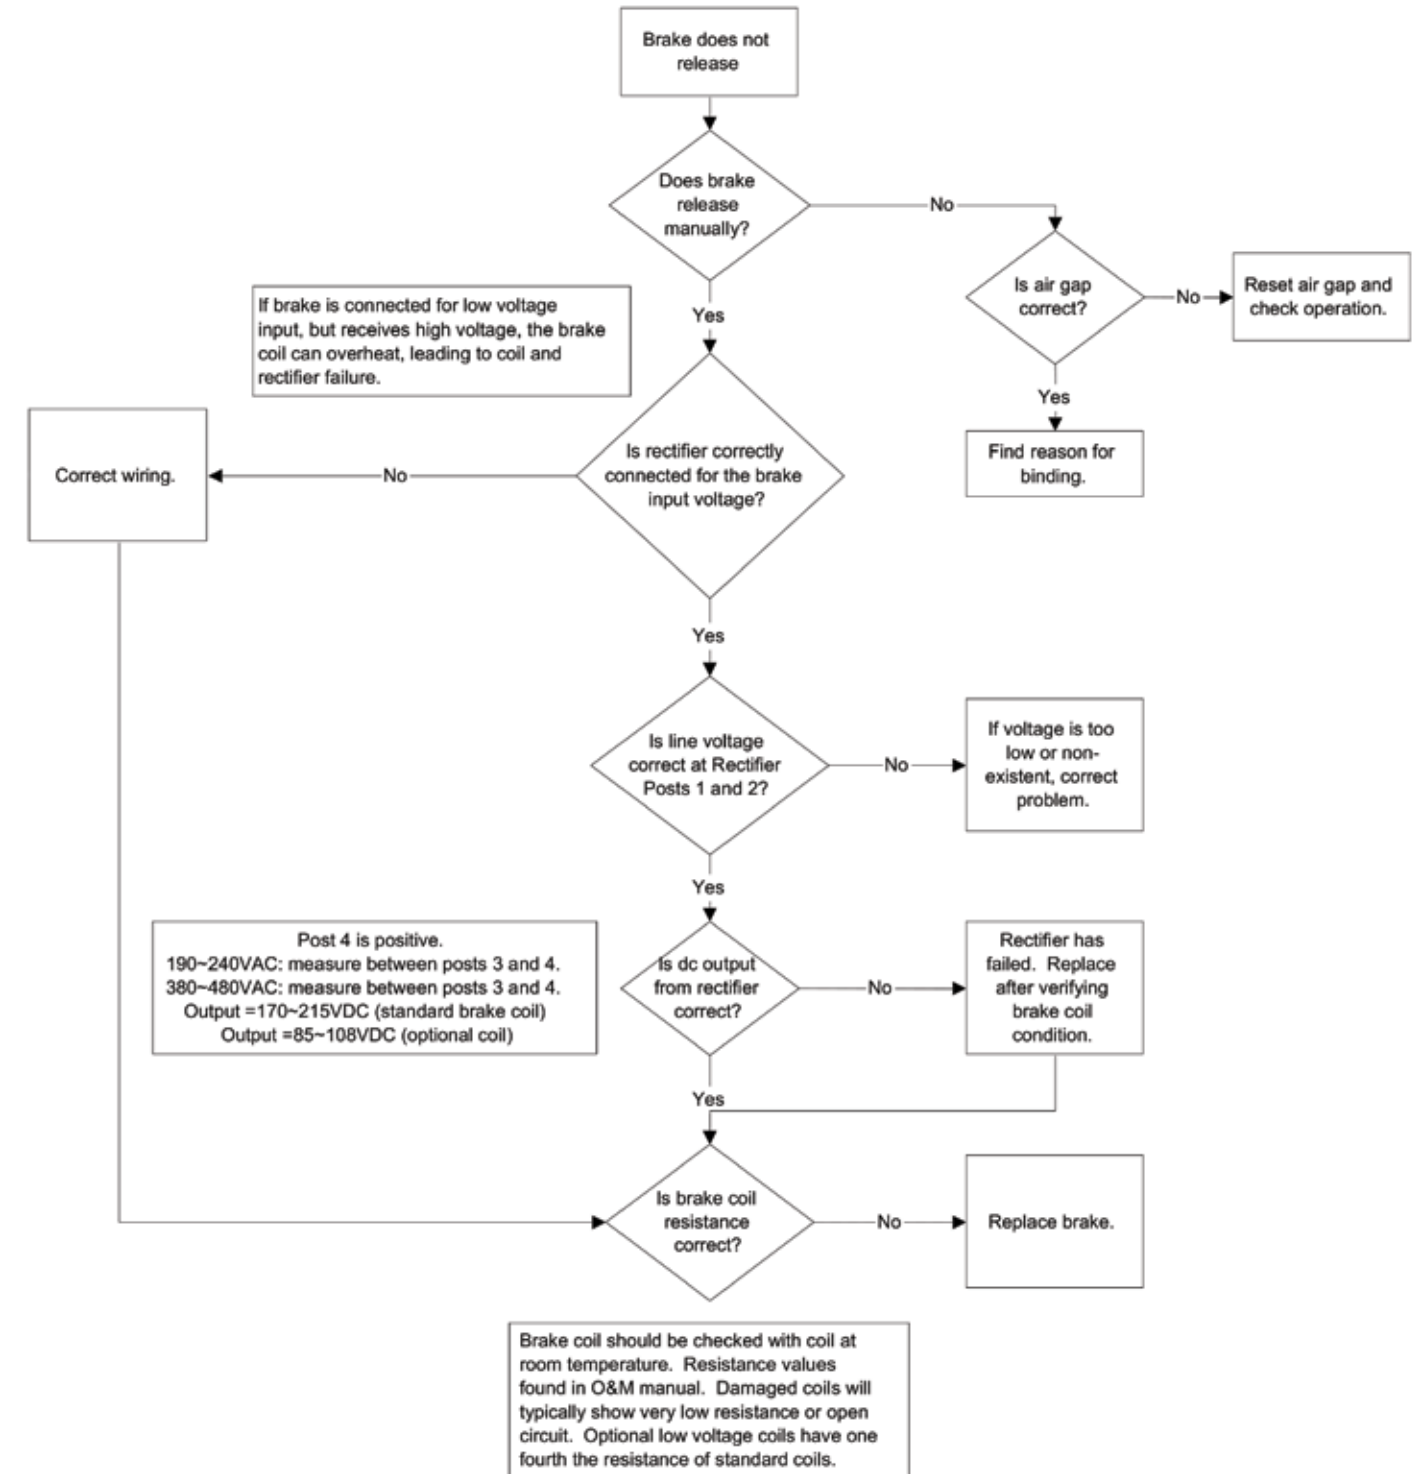 Brake does not
release
Does brake
release
manually?
No
Is air gap
correct?
No
Reset air gap and
check operation.
Yes
Find reason for
binding.
Yes
If brake is connected for low voltage
input, but receives high voltage, the brake
coil can overheat, leading to coil and
rectifier failure.
Is rectifier correctly
connected for the brake
input voltage?
No
Correct wiring.
Yes
Is line voltage
correct at Rectifier
Posts 1 and 2?
No
If voltage is too
low or non-
existent, correct
problem.
Yes
Post 4 is positive.
190~240VAC: measure between posts 3 and 4.
380~480VAC: measure between posts 3 and 4.
Output =170~215VDC (standard brake coil)
Output =85~108VDC (optional coil)
Is dc output
from rectifier
correct?
No
Rectifier has
failed.  Replace
after verifying
brake coil
condition.
Yes
Is brake coil
resistance
correct?
No
Replace brake.
Brake coil should be checked with coil at
room temperature.  Resistance values
found in O&M manual.  Damaged coils will
typically show very low resistance or open
circuit.  Optional low voltage coils have one
fourth the resistance of standard coils.